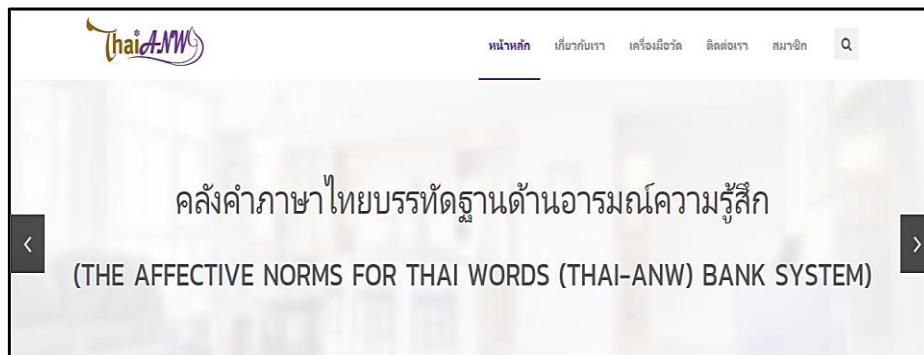 ThaiANW
หน้าหลัก เกี่ยวกับเรา เครื่องมือวัด ติดต่อเรา สมาชิก
คลังคำภาษาไทยบรรทัดฐานด้านอารมณ์ความรู้สึก
(THE AFFECTIVE NORMS FOR THAI WORDS (THAI-ANW) BANK SYSTEM)